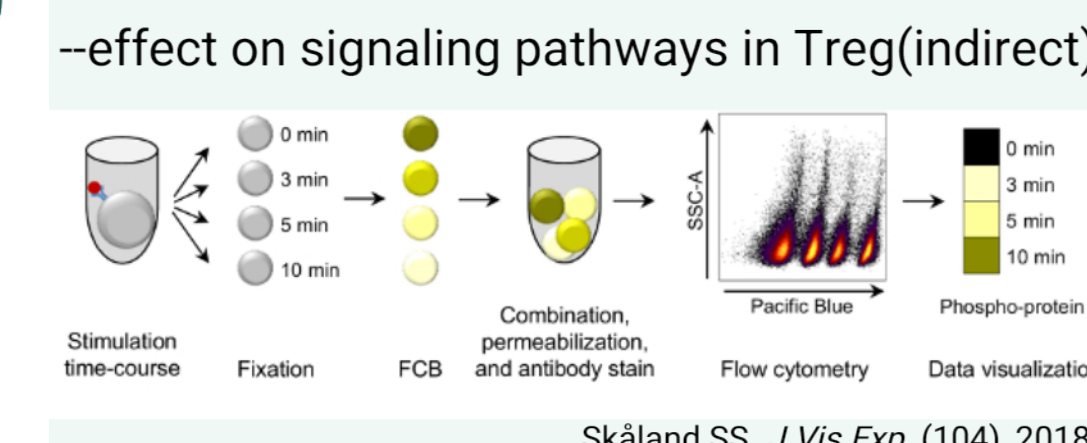 --effect on signaling pathways in Treg(indirect)
0 min
3 min
5 min
10 min
SSC-A
Pacific Blue
0 min
3 min
5 min
10 min
Phospho-protein
Stimulation
time-course
Fixation
FCB
Combination,
permeabilization,
and antibody stain
Flow cytometry
Data visualizatio
Skåland SS, J Vis Exp. (104), 2018